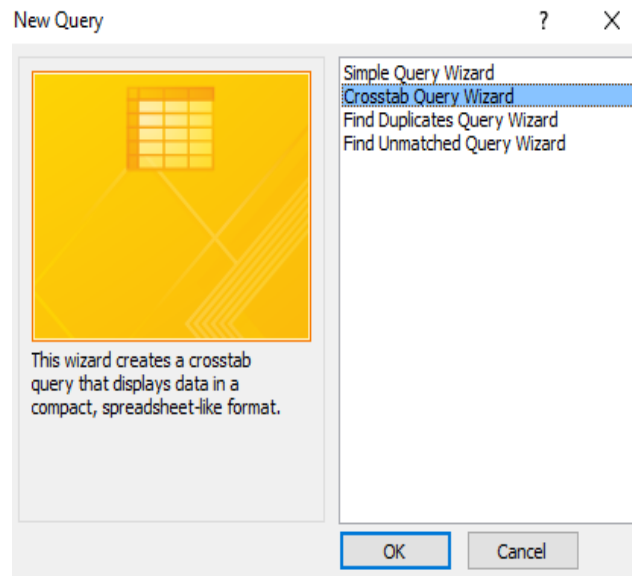 New Query
?
Simple Query Wizard
Crosstab Query Wizard
Find Duplicates Query Wizard
Find Unmatched Query Wizard
This wizard creates a crosstab
query that displays data in a
compact, spreadsheet-like format.
OK
Cancel